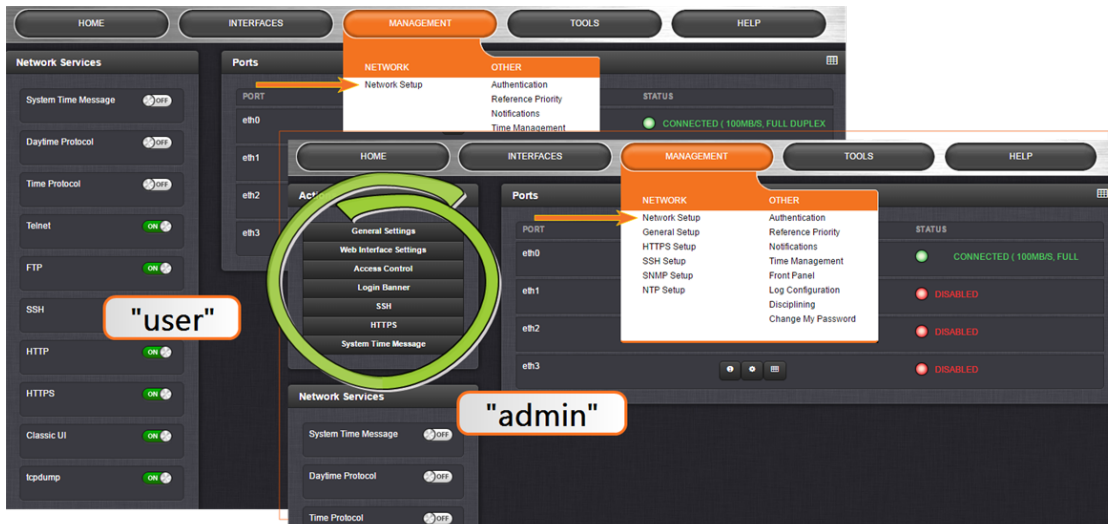 HOME INTERFACES MANAGEMENT TOOLS HELP
Network Services
System Time Message OFF
Daytime Protocol OFF
Time Protocol OFF
Telnet ON
FTP ON
SSH
HTTP ON
HTTPS ON
Classic UI ON
tcpdump ON
"user"
Ports
PORT STATUS
eth0 CONNECTED ( 100MB/S, FULL DUPLEX
eth1
eth2
eth3
NETWORK
Network Setup
OTHER
Authentication
Reference Priority
Notifications
Time Management
HOME INTERFACES MANAGEMENT TOOLS HELP
General Settings
Web Interface Settings
Access Control
Login Banner
SSH
HTTPS
System Time Message
Network Services
System Time Message OFF
Daytime Protocol OFF
Time Protocol OFF
"admin"
Ports
PORT STATUS
eth0 CONNECTED ( 100MB/S, FULL
eth1 DISABLED
eth2 DISABLED
eth3 DISABLED
NETWORK
Network Setup
General Setup
HTTPS Setup
SSH Setup
SNMP Setup
NTP Setup
OTHER
Authentication
Reference Priority
Notifications
Time Management
Front Panel
Log Configuration
Disciplining
Change My Password